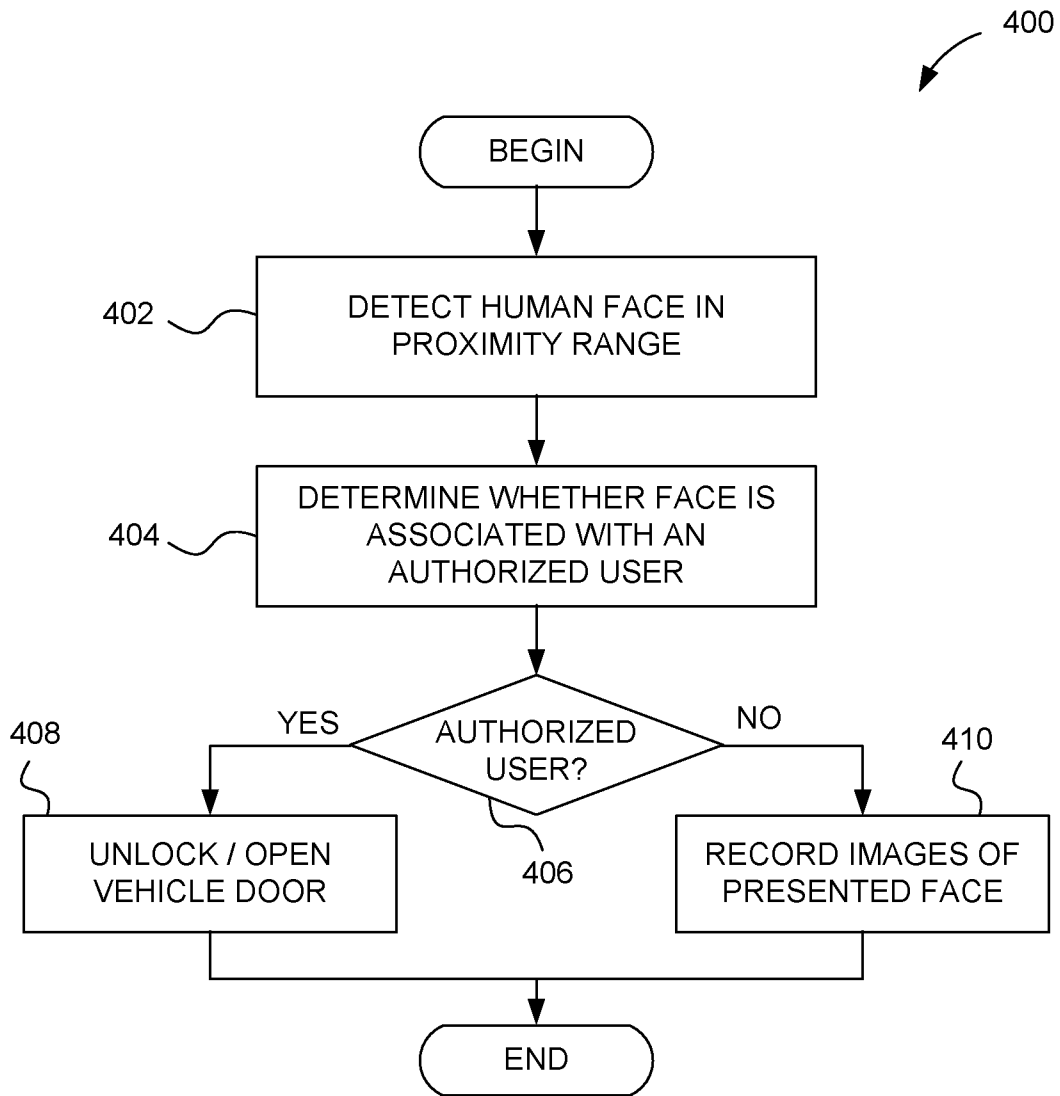 400
BEGIN
402
DETECT HUMAN FACE IN
PROXIMITY RANGE
404
DETERMINE WHETHER FACE IS
ASSOCIATED WITH AN
AUTHORIZED USER
YES
NO
AUTHORIZED
USER?
406
408
UNLOCK / OPEN
VEHICLE DOOR
410
RECORD IMAGES OF
PRESENTED FACE
END